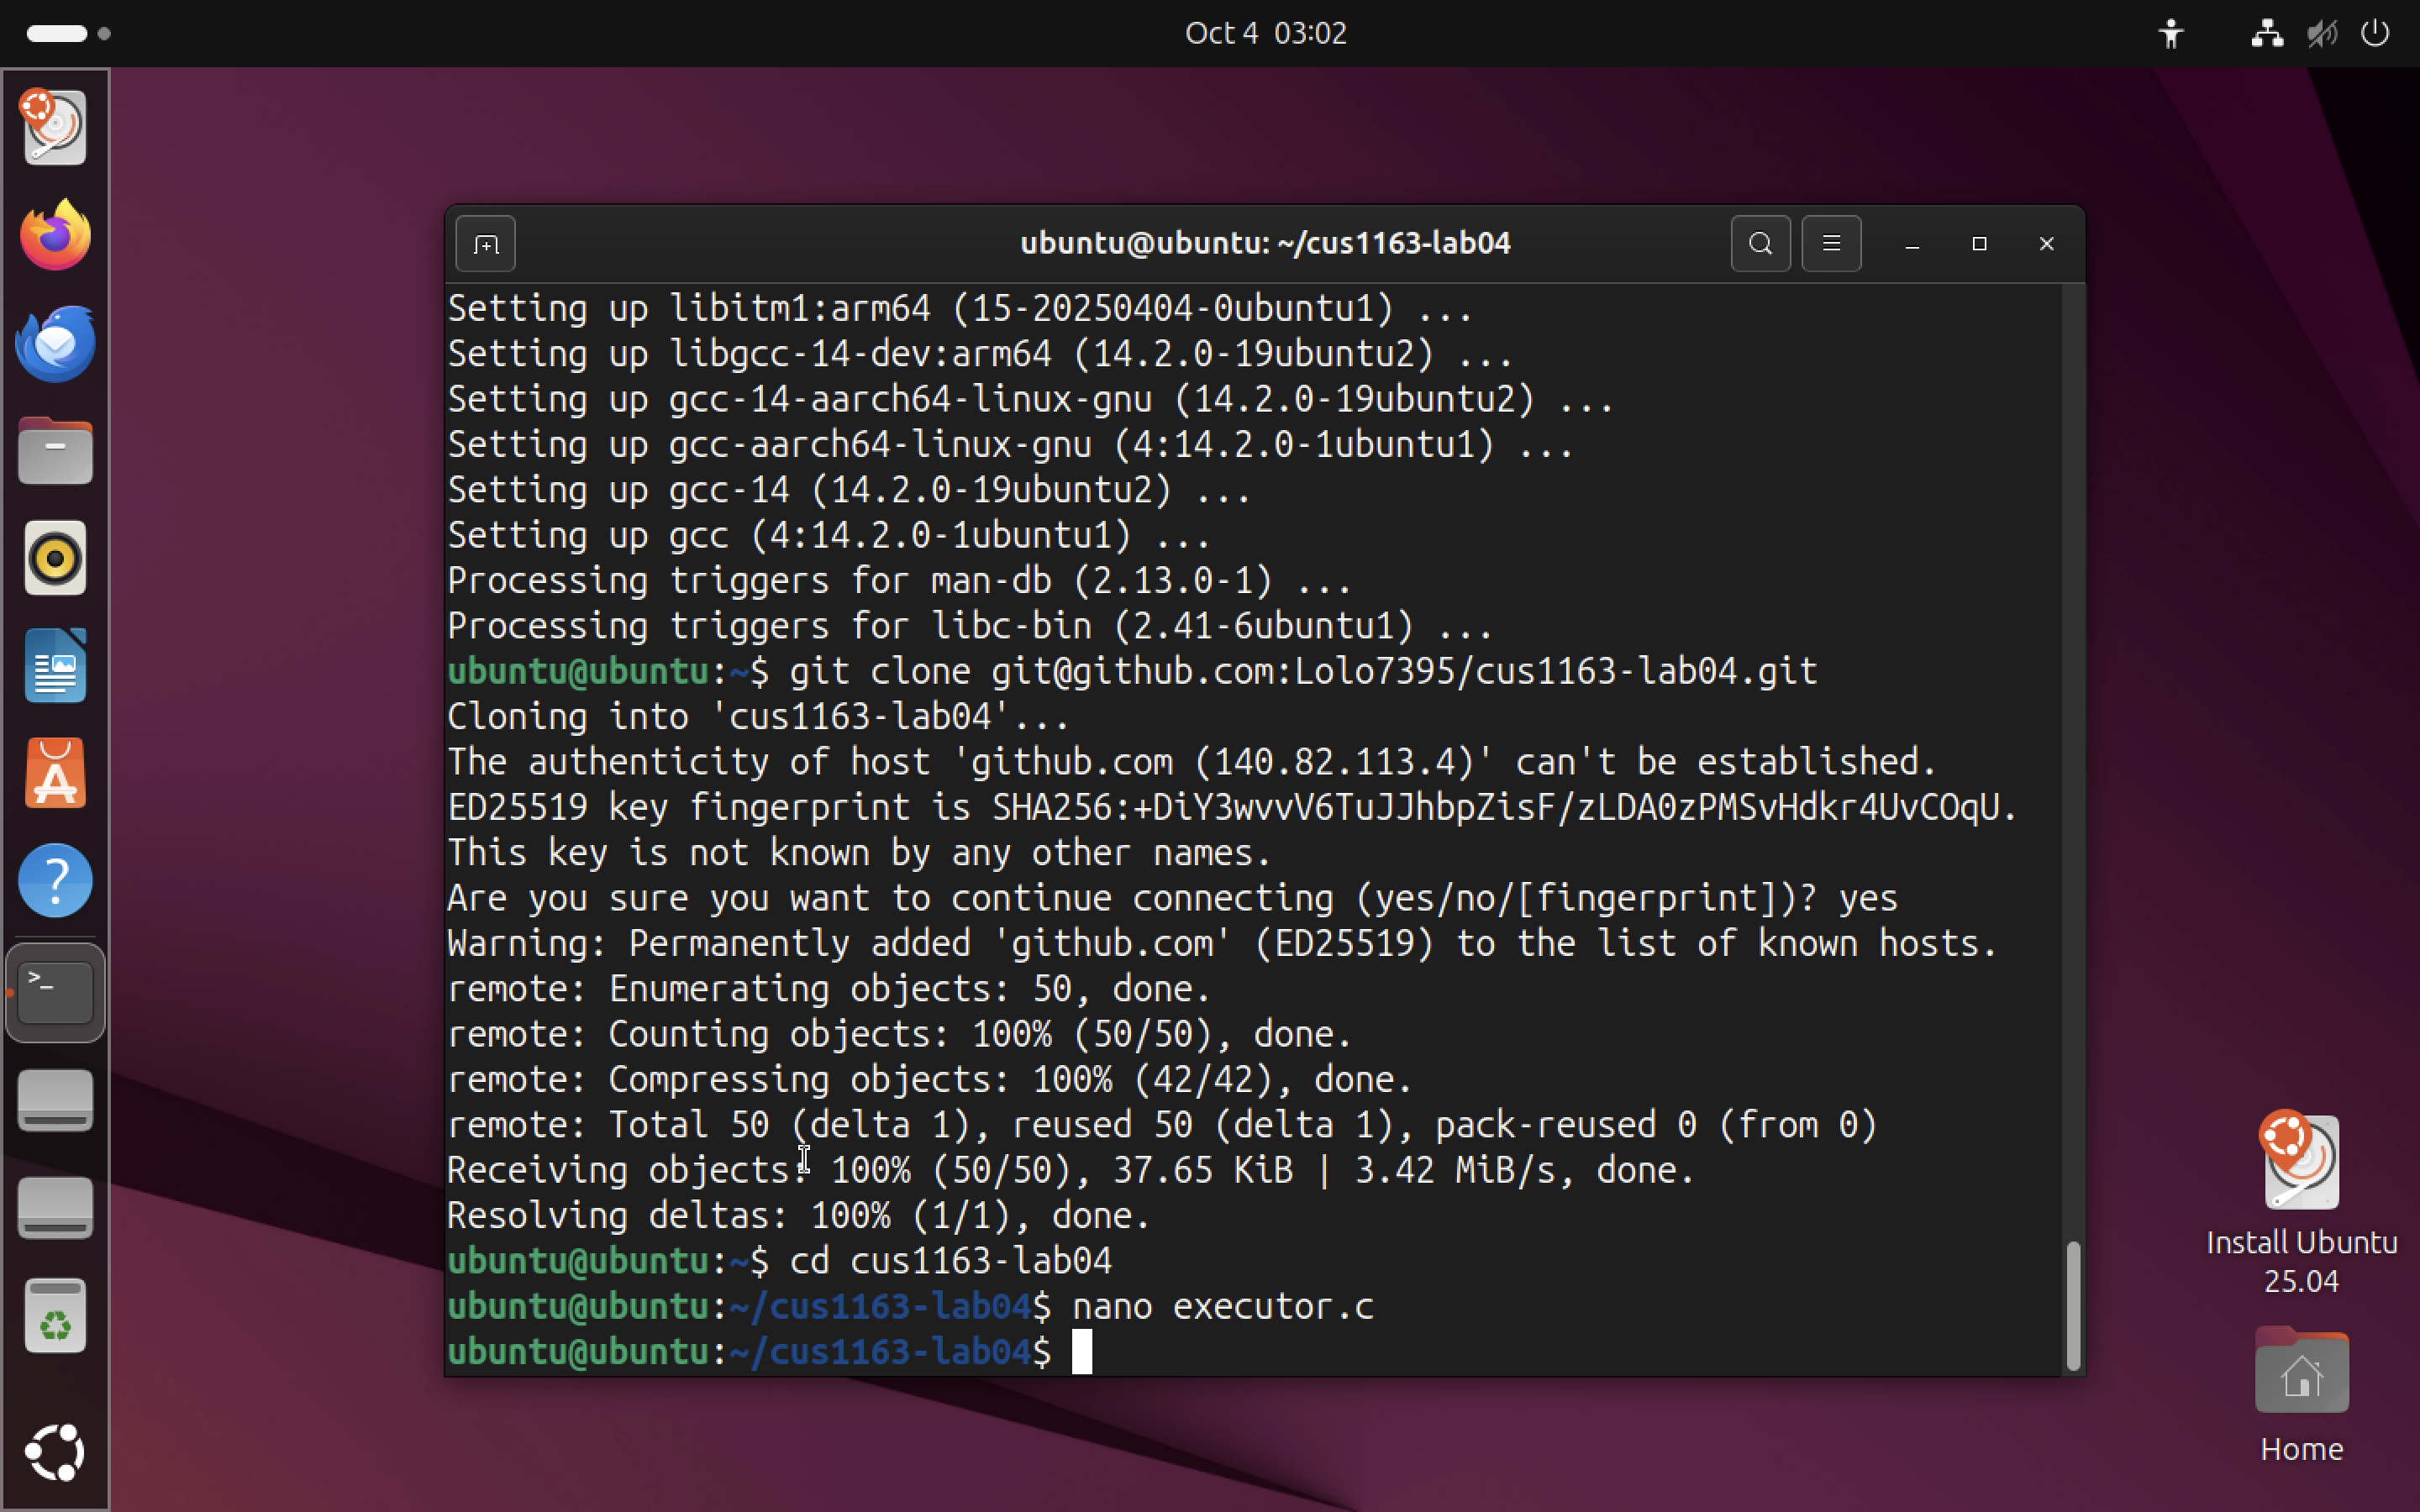 Oct 4 03:02
ubuntu@ubuntu: ~/cus1163-lab04
Setting up libitm1:arm64 (15-20250404-0ubuntu1) ...
Setting up libgcc-14-dev:arm64 (14.2.0-19ubuntu2) ...
Setting up gcc-14-aarch64-linux-gnu (14.2.0-19ubuntu2) ...
Setting up gcc-aarch64-linux-gnu (4:14.2.0-1ubuntu1) ...
Setting up gcc-14 (14.2.0-19ubuntu2) ...
Setting up gcc (4:14.2.0-1ubuntu1) ...
Processing triggers for man-db (2.13.0-1) ...
Processing triggers for libc-bin (2.41-6ubuntu1) ...
ubuntu@ubuntu:~$ git clone git@github.com:Lolo7395/cus1163-lab04.git
Cloning into 'cus1163-lab04'...
The authenticity of host 'github.com (140.82.113.4)' can't be established.
ED25519 key fingerprint is SHA256:+DiY3wvvV6TuJJhbpZisF/zLDA0zPMSvHdkr4UvCOqU.
This key is not known by any other names.
Are you sure you want to continue connecting (yes/no/[fingerprint])? yes
Warning: Permanently added 'github.com' (ED25519) to the list of known hosts.
remote: Enumerating objects: 50, done.
remote: Counting objects: 100% (50/50), done.
remote: Compressing objects: 100% (42/42), done.
remote: Total 50 (delta 1), reused 50 (delta 1), pack-reused 0 (from 0)
Receiving objects: 100% (50/50), 37.65 KiB | 3.42 MiB/s, done.
Resolving deltas: 100% (1/1), done.
ubuntu@ubuntu:~$ cd cus1163-lab04
ubuntu@ubuntu:~/cus1163-lab04$ nano executor.c
ubuntu@ubuntu:~/cus1163-lab04$
Install Ubuntu
25.04
Home